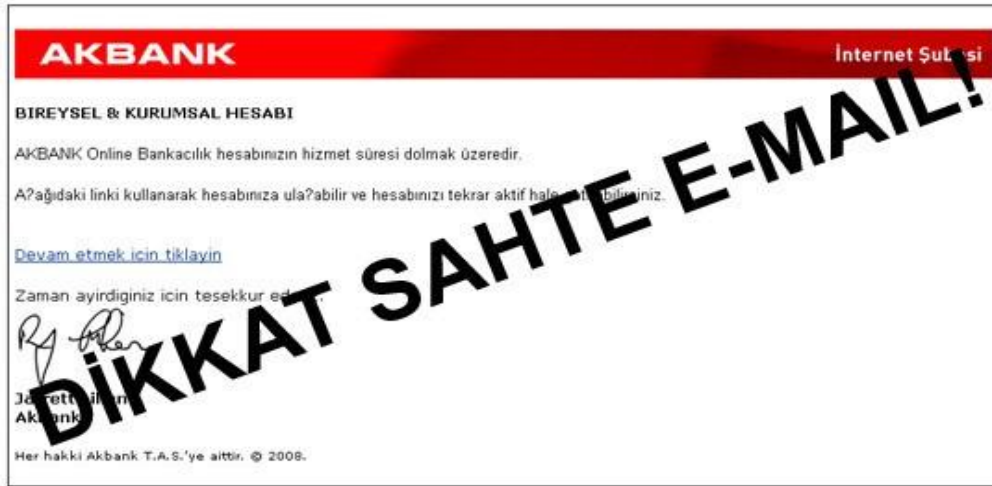 AKBANK
İnternet Şubesi
BIREYSEL & KURUMSAL HESABI
AKBANK Online Bankacılık hesabınızın hizmet süresi dolmak üzeredir.
A?ağıdaki linki kullanarak hesabınıza ula?abilir ve hesabınızı tekrar aktif hale
Devam etmek icin tiklayin
Zaman ayirdiginiz icin tesekkur
Akbank
Her hakki Akbank T.A.S.'ye aittir. © 2008.
DİKKAT SAHTE E-MAIL!